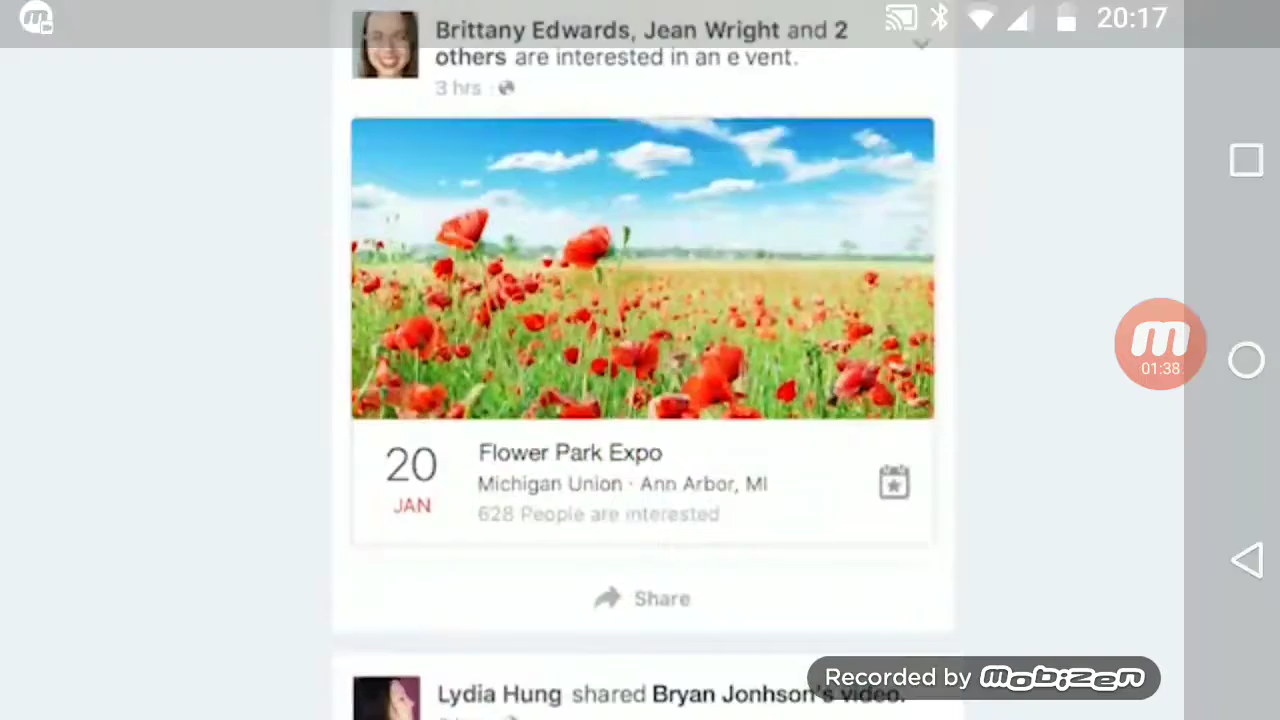 20:17
Brittany Edwards, Jean Wright and 2
others are interested in an e vent.
3 hrs
01:38
20
JAN
Flower Park Expo
Michigan Union · Ann Arbor, MI
628 People are interested
Share
Recorded by mobizen
Lydia Hung shared Bryan Jonhson's video.